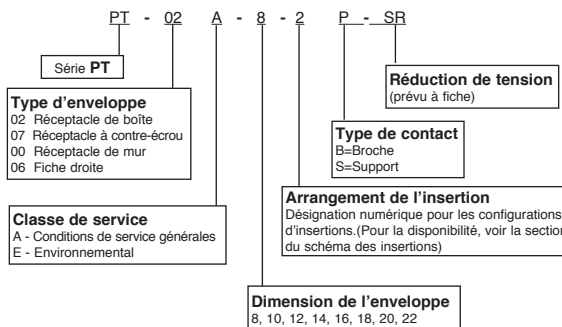 PT - 02 A - 8 - 2 P - SR
Série PT
Réduction de tension
(prévu à fiche)
Type d'enveloppe
02 Réceptacle de boîte
07 Réceptacle à contre-écrou
00 Réceptacle de mur
06 Fiche droite
Type de contact
B=Broche
S=Support
Arrangement de l'insertion
Désignation numérique pour les configurations
d'insertions.(Pour la disponibilité, voir la section
du schéma des insertions)
Classe de service
A - Conditions de service générales
E - Environnemental
Dimension de l'enveloppe
8, 10, 12, 14, 16, 18, 20, 22